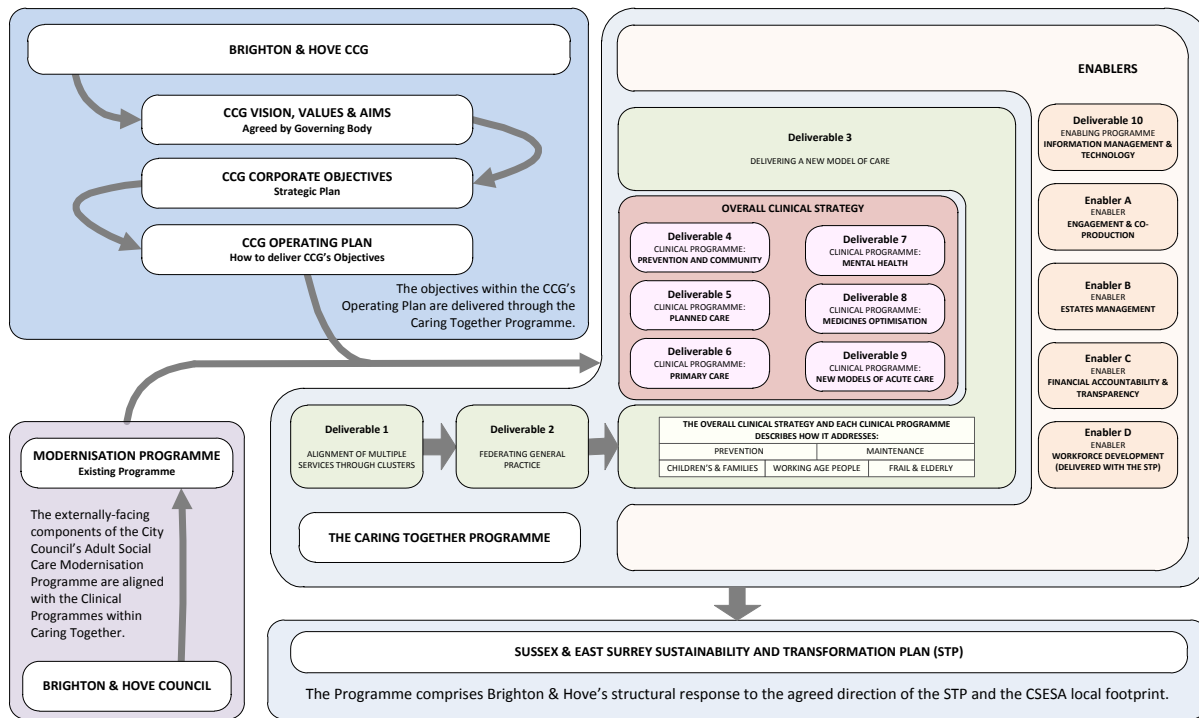 BRIGHTON & HOVE CCG
CCG VISION, VALUES & AIMS
Agreed by Governing Body
CCG CORPORATE OBJECTIVES
Strategic Plan
CCG OPERATING PLAN
How to deliver CCG's Objectives
The objectives within the CCG's
Operating Plan are delivered through the
Caring Together Programme.
MODERNISATION PROGRAMME
Existing Programme
The externally-facing
components of the City
Council's Adult Social
Care Modernisation
Programme are aligned
with the Clinical
Programmes within
Caring Together.
BRIGHTON & HOVE COUNCIL
Deliverable 1
ALIGNMENT OF MULTIPLE
SERVICES THROUGH CLUSTERS
Deliverable 2
FEDERATING GENERAL
PRACTICE
THE CARING TOGETHER PROGRAMME
Deliverable 3
DELIVERING A NEW MODEL OF CARE
OVERALL CLINICAL STRATEGY
Deliverable 4
CLINICAL PROGRAMME:
PREVENTION AND COMMUNITY
Deliverable 5
CLINICAL PROGRAMME:
PLANNED CARE
Deliverable 6
CLINICAL PROGRAMME:
PRIMARY CARE
Deliverable 7
CLINICAL PROGRAMME:
MENTAL HEALTH
Deliverable 8
CLINICAL PROGRAMME:
MEDICINES OPTIMISATION
Deliverable 9
CLINICAL PROGRAMME:
NEW MODELS OF ACUTE CARE
THE OVERALL CLINICAL STRATEGY AND EACH CLINICAL PROGRAMME
DESCRIBES HOW IT ADDRESSES:
PREVENTION MAINTENANCE
CHILDREN'S & FAMILIES WORKING AGE PEOPLE FRAIL & ELDERLY
ENABLERS
Deliverable 10
ENABLING PROGRAMME
INFORMATION MANAGEMENT &
TECHNOLOGY
Enabler A
ENABLER
ENGAGEMENT & CO-
PRODUCTION
Enabler B
ENABLER
ESTATES MANAGEMENT
Enabler C
ENABLER
FINANCIAL ACCOUNTABILITY &
TRANSPARENCY
Enabler D
ENABLER
WORKFORCE DEVELOPMENT
(DELIVERED WITH THE STP)
SUSSEX & EAST SURREY SUSTAINABILITY AND TRANSFORMATION PLAN (STP)
The Programme comprises Brighton & Hove's structural response to the agreed direction of the STP and the CSESA local footprint.